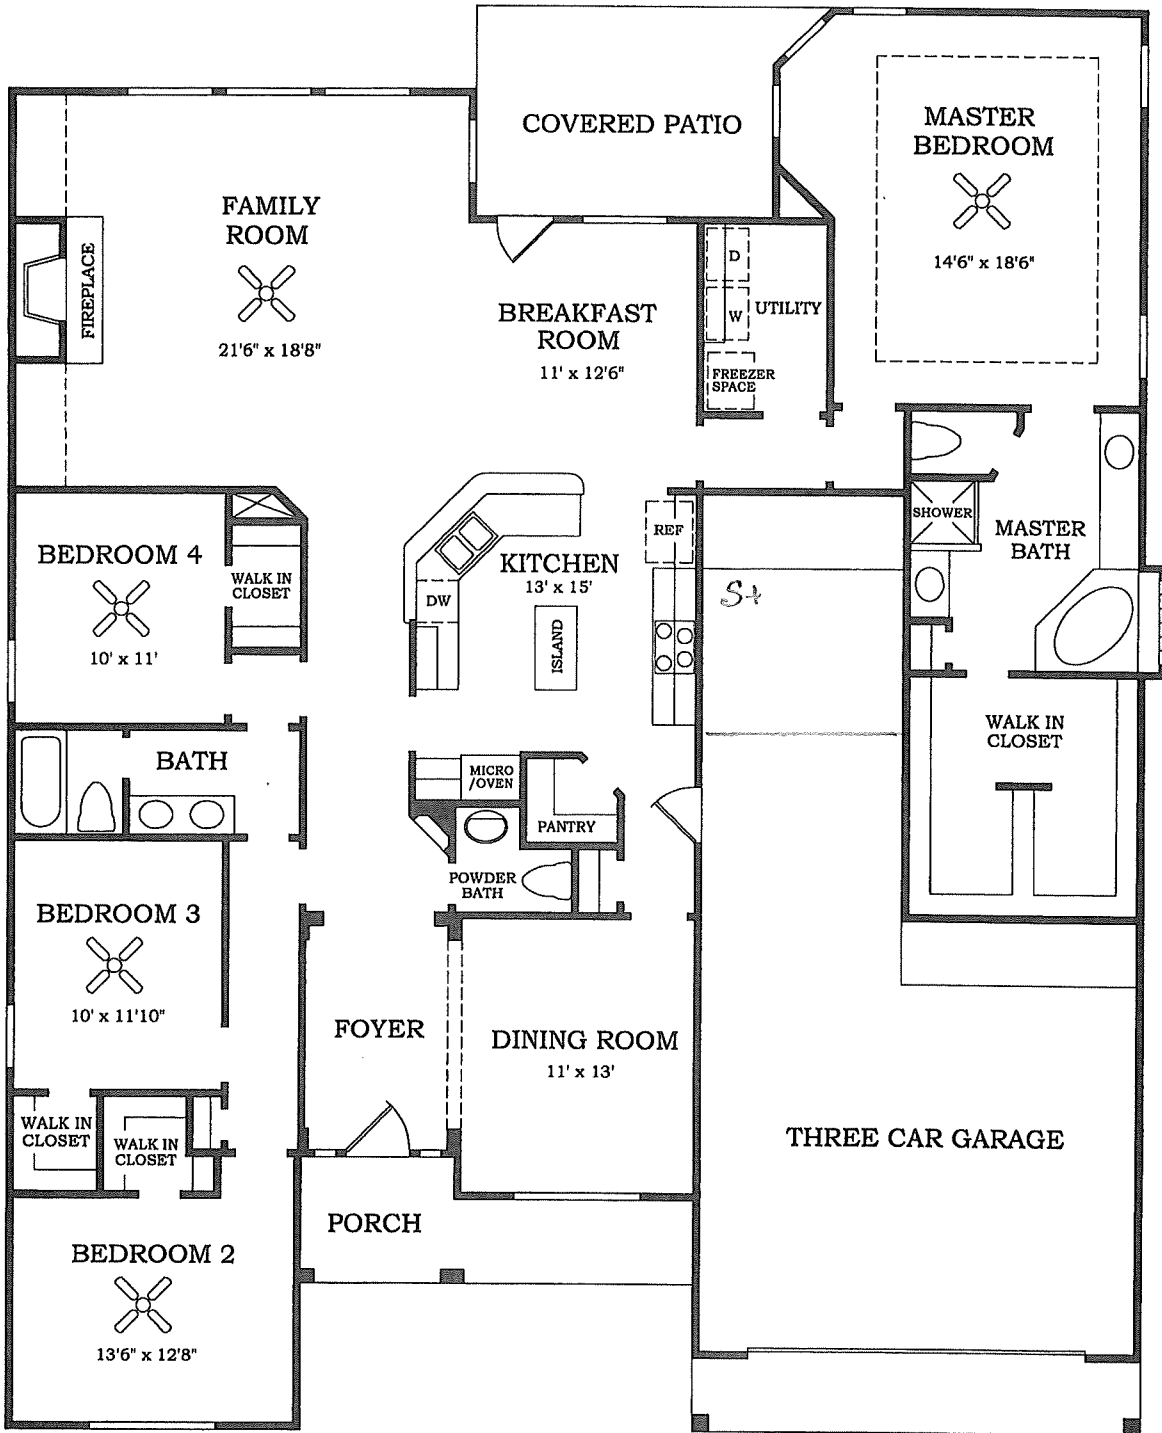 COVERED PATIO
MASTER
BEDROOM
14'6" x 18'6"
FAMILY
ROOM
21'6" x 18'8"
FIREPLACE
BREAKFAST
ROOM
11' x 12'6"
D
W
UTILITY
FREEZER
SPACE
BEDROOM 4
10' x 11'
WALK IN
CLOSET
KITCHEN
13' x 15'
REF
DW
ISLAND
SHOWER
MASTER
BATH
WALK IN
CLOSET
BATH
MICRO
/OVEN
PANTRY
POWDER
BATH
BEDROOM 3
10' x 11'10"
FOYER
DINING ROOM
11' x 13'
WALK IN
CLOSET
WALK IN
CLOSET
THREE CAR GARAGE
PORCH
BEDROOM 2
13'6" x 12'8"